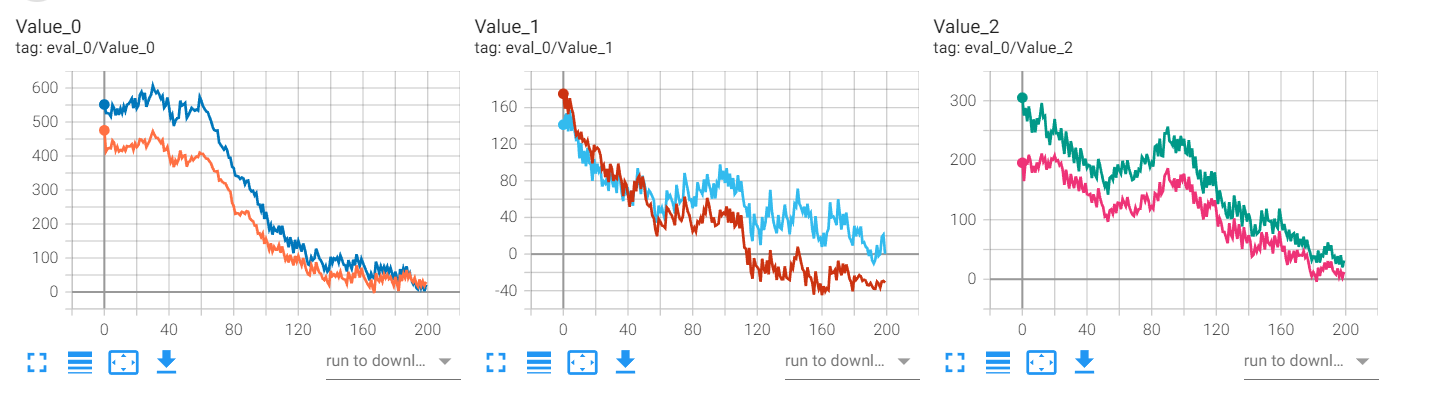 Value_0
tag: eval_0/Value_0
600
500
400
300
200
100
0
0 40 80 120 160 200
run to downl...
Value_1
tag: eval_0/Value_1
160
120
80
40
0
-40
0 40 80 120 160 200
run to downl...
Value_2
tag: eval_0/Value_2
300
200
100
0
0 40 80 120 160 200
run to downl...